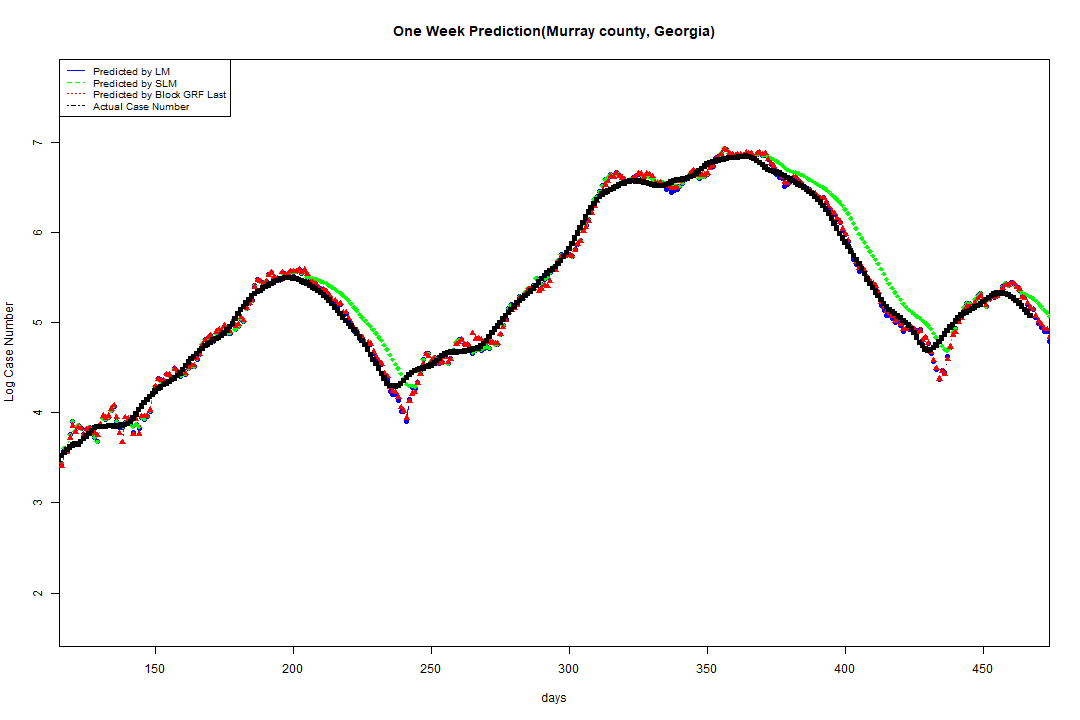 One Week Prediction(Murray county, Georgia)
Predicted by LM
Predicted by SLM
Predicted by Block GRF Last
Actual Case Number
Log Case Number
7
6
5
4
3
2
150 200 250 300 350 400 450
days